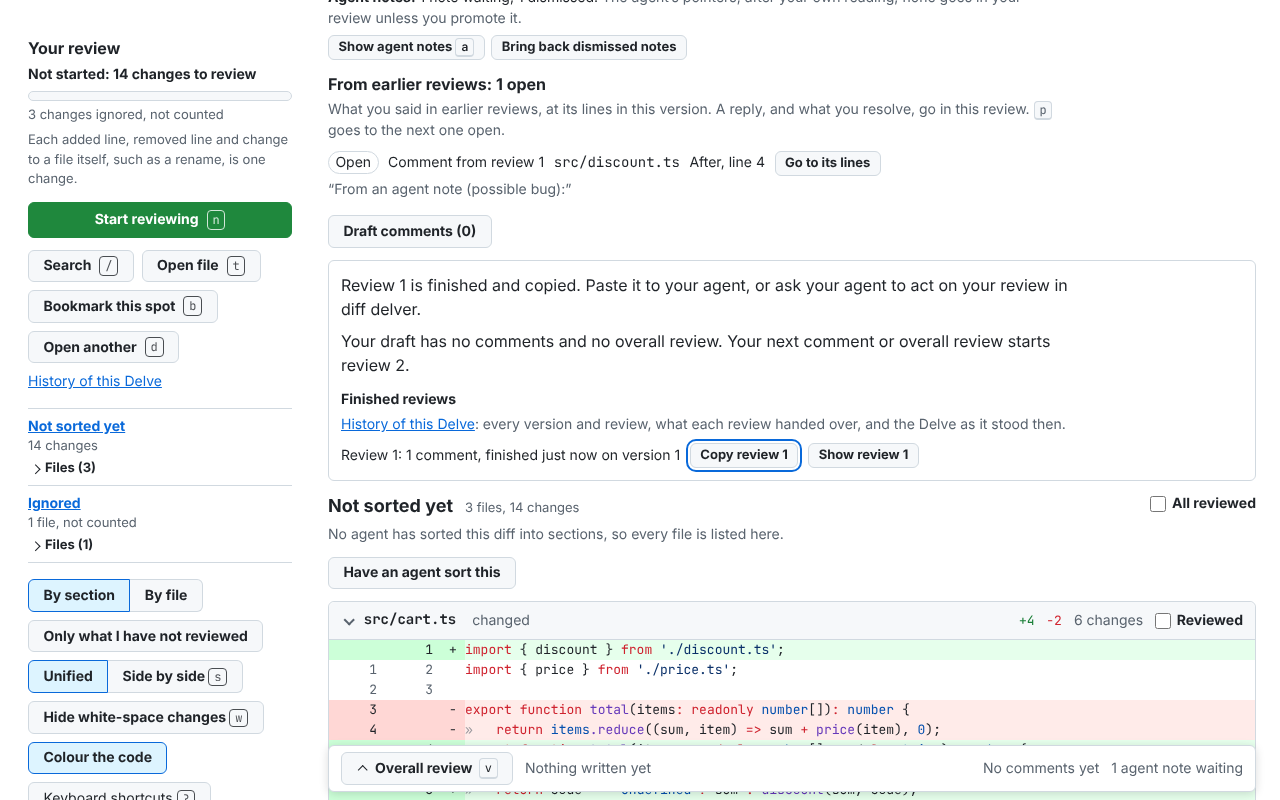 Your review
Not started: 14 changes to review
3 changes ignored, not counted
Each added line, removed line and change
to a file itself, such as a rename, is one
change.
Start reviewing n
Search / Open file t
Bookmark this spot b
Open another d
History of this Delve
Not sorted yet
14 changes
Files (3)
Ignored
1 file, not counted
Files (1)
By section By file
Only what I have not reviewed
Unified Side by side s
Hide white-space changes w
Colour the code
Keyboard shortcuts ?
review unless you promote it.
Show agent notes a Bring back dismissed notes
From earlier reviews: 1 open
What you said in earlier reviews, at its lines in this version. A reply, and what you resolve, go in this review. p
goes to the next one open.
Open Comment from review 1 src/discount.ts After, line 4 Go to its lines
“From an agent note (possible bug):”
Draft comments (0)
Review 1 is finished and copied. Paste it to your agent, or ask your agent to act on your review in
diff delver.
Your draft has no comments and no overall review. Your next comment or overall review starts
review 2.
Finished reviews
History of this Delve: every version and review, what each review handed over, and the Delve as it stood then.
Review 1: 1 comment, finished just now on version 1 Copy review 1 Show review 1
Not sorted yet 3 files, 14 changes All reviewed
No agent has sorted this diff into sections, so every file is listed here.
Have an agent sort this
src/cart.ts changed +4 -2 6 changes Reviewed
1 + import { discount } from './discount.ts';
1 2 import { price } from './price.ts';
2 3
3 - export function total(items: readonly number[]): number {
4 - » return items.reduce((sum, item) => sum + price(item), 0);
Overall review v Nothing written yet No comments yet 1 agent note waiting